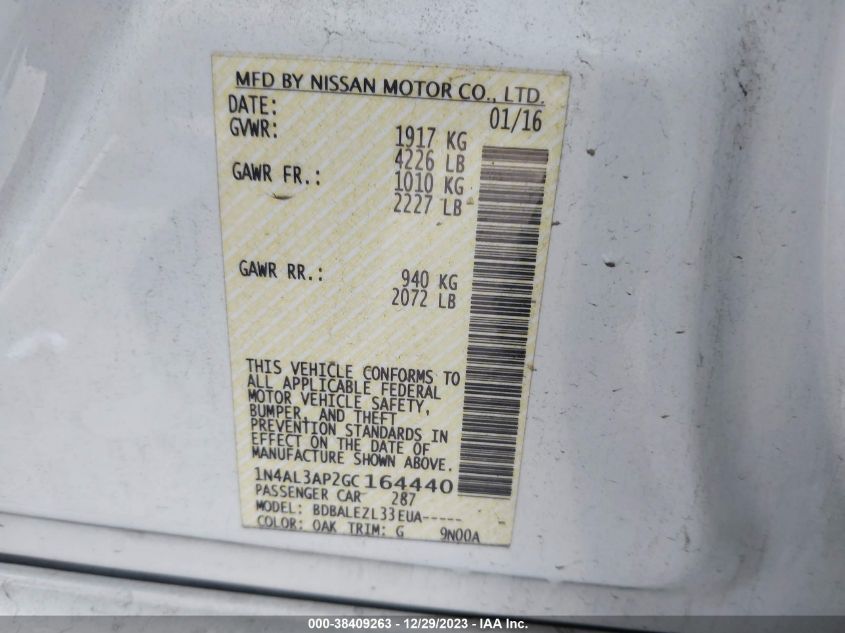 MFD BY NISSAN MOTOR CO., LTD.
DATE: 01/16
GVWR: 1917 KG
4226 LB
GAWR FR.: 1010 KG
2227 LB
GAWR RR.: 940 KG
2072 LB
THIS VEHICLE CONFORMS TO
ALL APPLICABLE FEDERAL
MOTOR VEHICLE SAFETY,
BUMPER, AND THEFT
PREVENTION STANDARDS IN
EFFECT ON THE DATE OF
MANUFACTURE SHOWN ABOVE.
1N4AL3AP2GC164440
PASSENGER CAR 287
MODEL: BDBALEZL33EUA-----
COLOR: QAK TRIM: G 9N00A
000-38409263 - 12/29/2023 - IAA Inc.